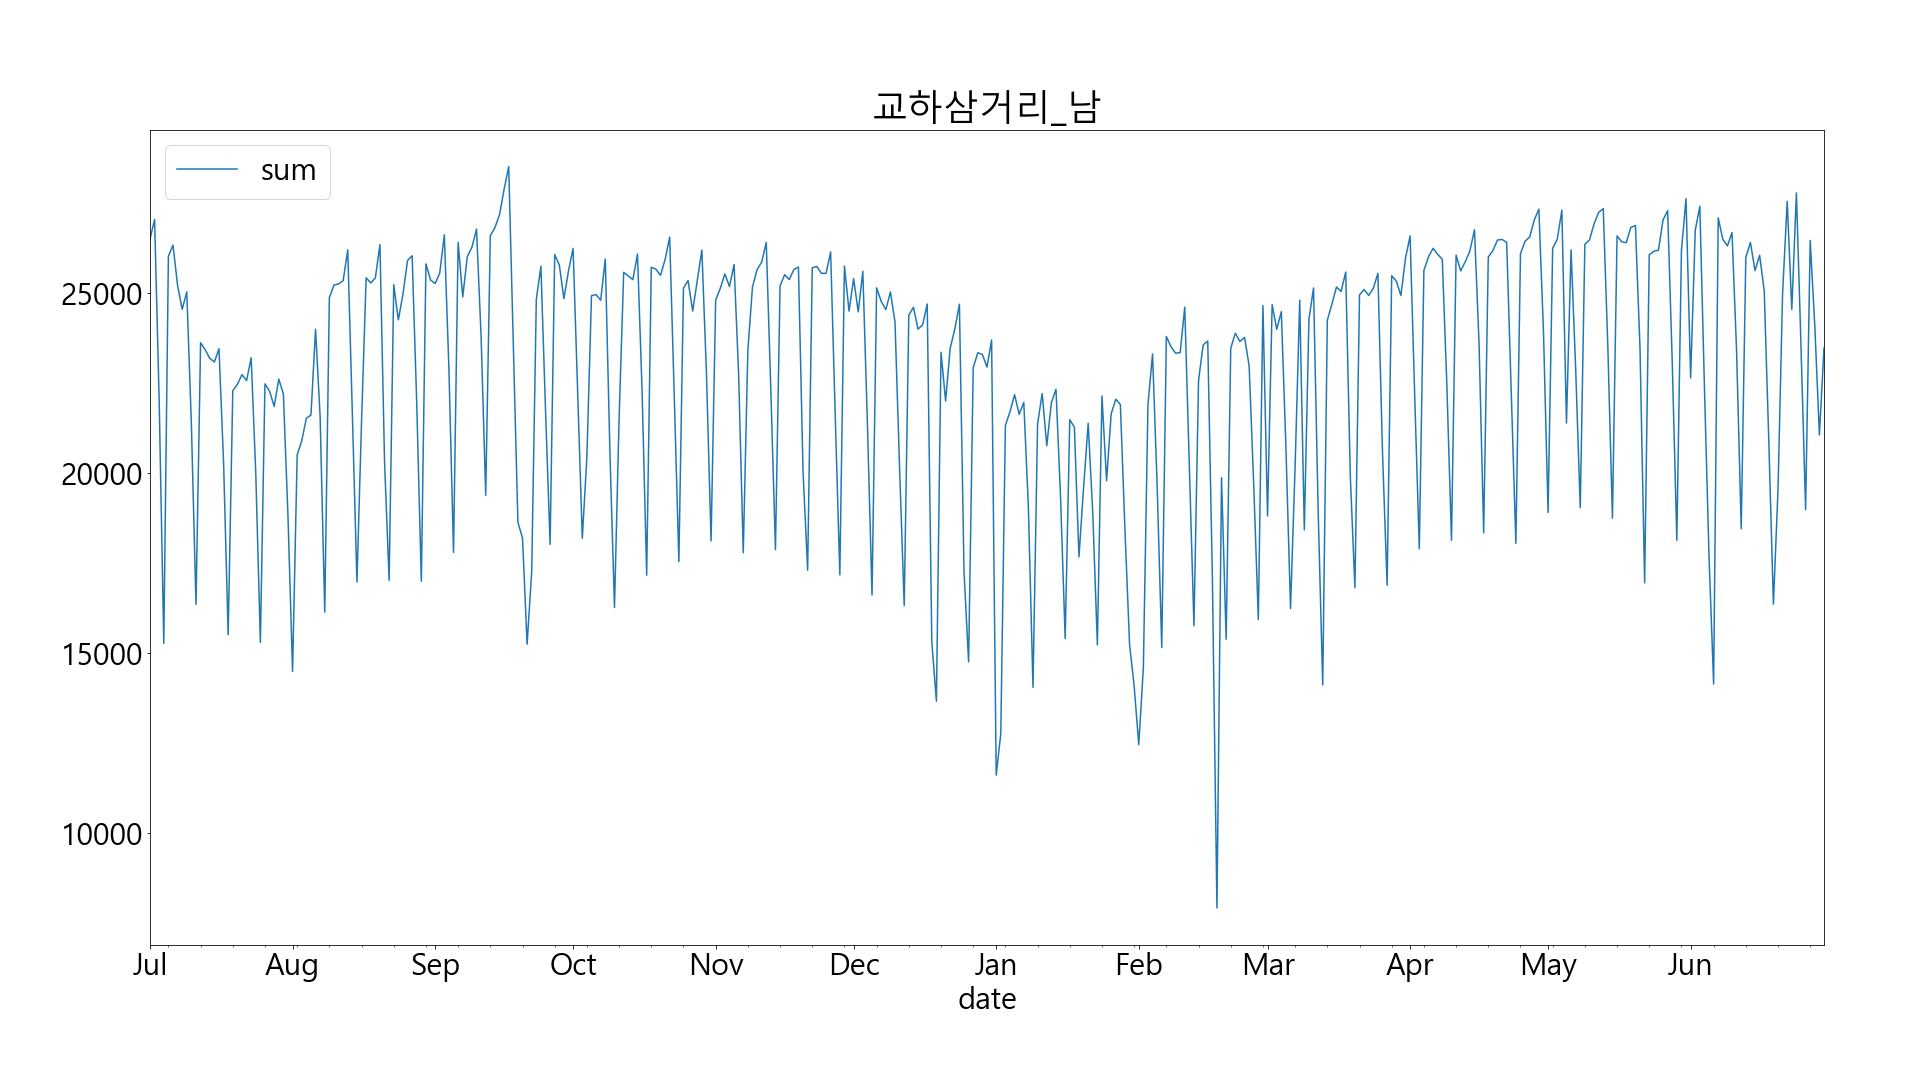 교하삼거리_남
sum
25000
20000
15000
10000
Jul Aug Sep Oct Nov Dec Jan Feb Mar Apr May Jun
date